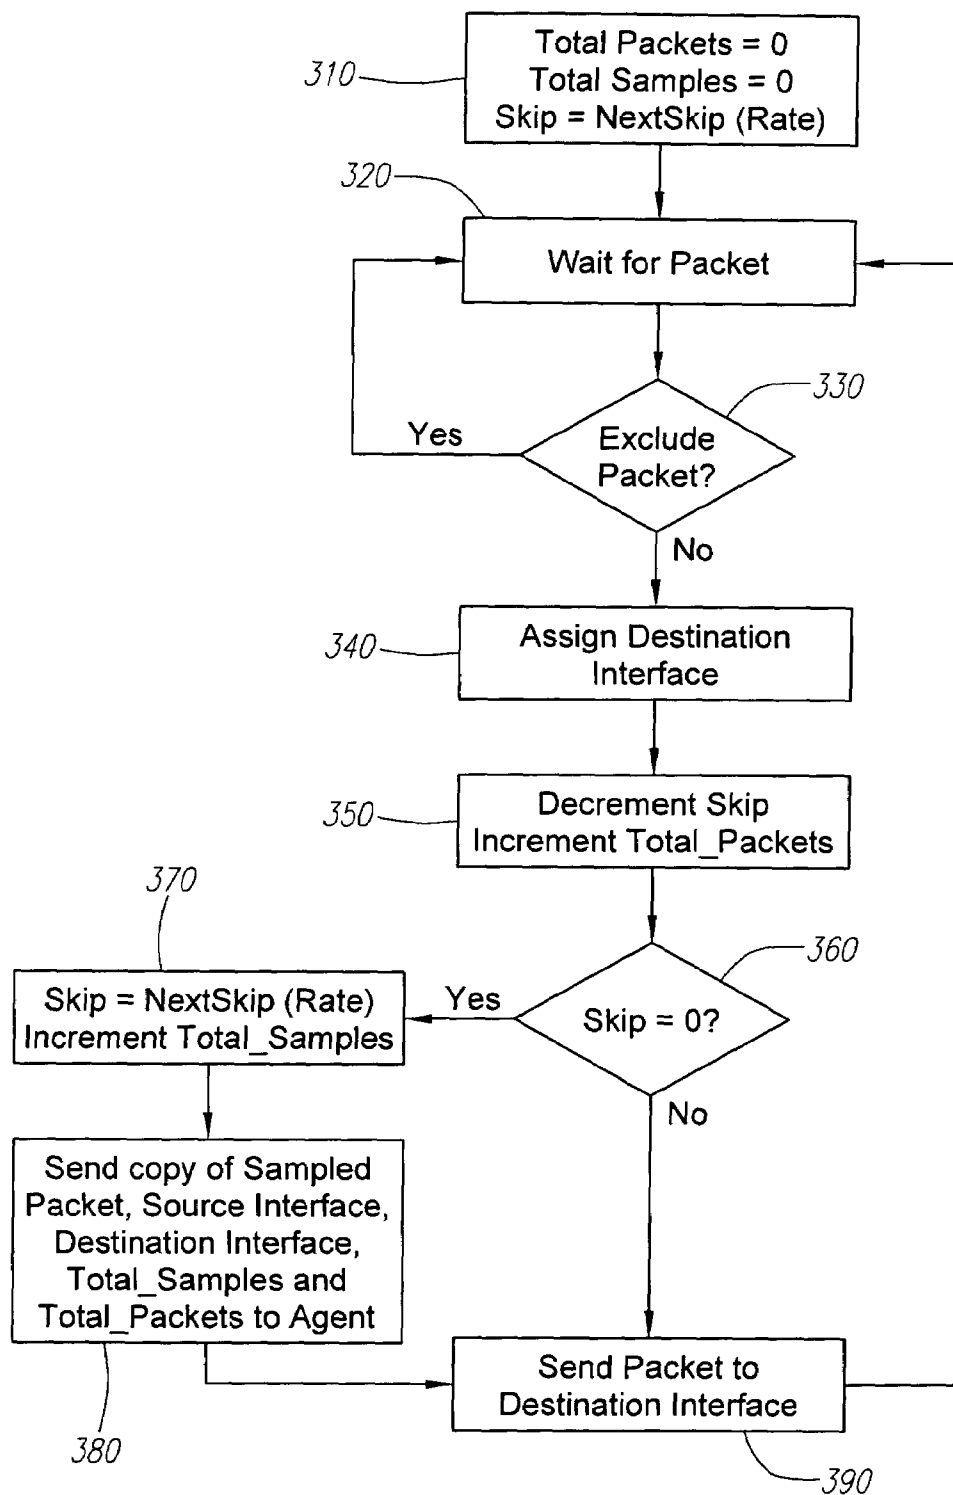 310
Total Packets = 0
Total Samples = 0
Skip = NextSkip (Rate)
320
Wait for Packet
330
Exclude
Packet?
Yes
No
340
Assign Destination
Interface
350
Decrement Skip
Increment Total_Packets
360
Skip = 0?
Yes
No
370
Skip = NextSkip (Rate)
Increment Total_Samples
Send copy of Sampled
Packet, Source Interface,
Destination Interface,
Total_Samples and
Total_Packets to Agent
380
Send Packet to
Destination Interface
390